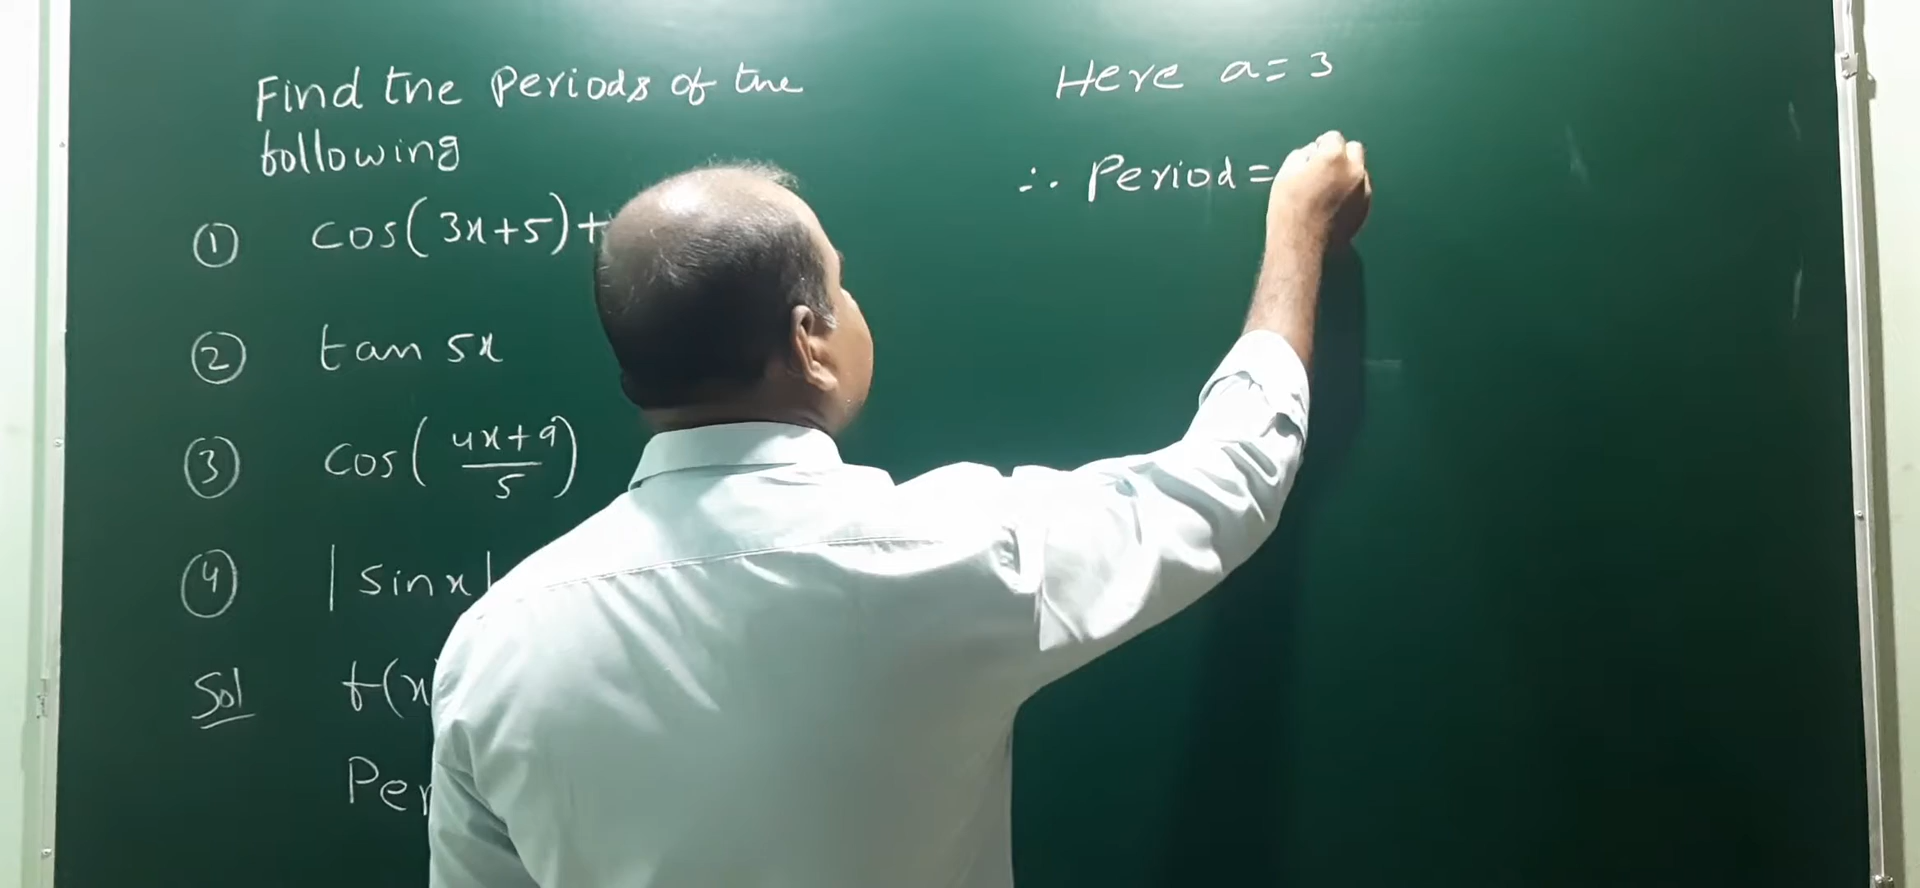 Find the Periods of the
following
① cos(3x+5)+
② tan 5x
③ cos(4x+9/5)
④ |sinx|
Sol f(x
Per
Here a=3
∴ Period=